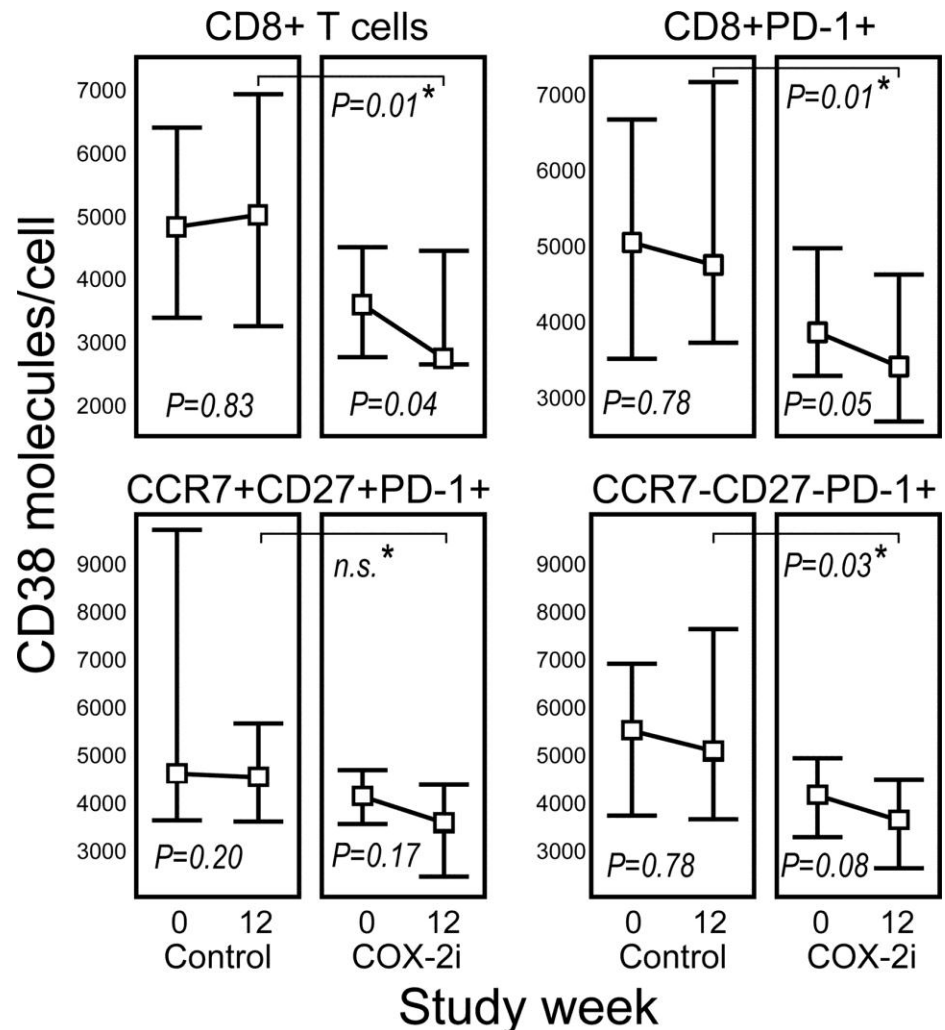 CD8+ T cells
CD8+PD-1+
CD38 molecules/cell
7000
6000
5000
4000
3000
2000
P=0.01*
P=0.83
P=0.04
7000
6000
5000
4000
3000
P=0.01*
P=0.78
P=0.05
CCR7+CD27+PD-1+
CCR7-CD27-PD-1+
9000
8000
7000
6000
5000
4000
3000
n.s.*
P=0.20
P=0.17
9000
8000
7000
6000
5000
4000
3000
P=0.03*
P=0.78
P=0.08
0 12 0 12 0 12 0 12
Control COX-2i Control COX-2i
Study week